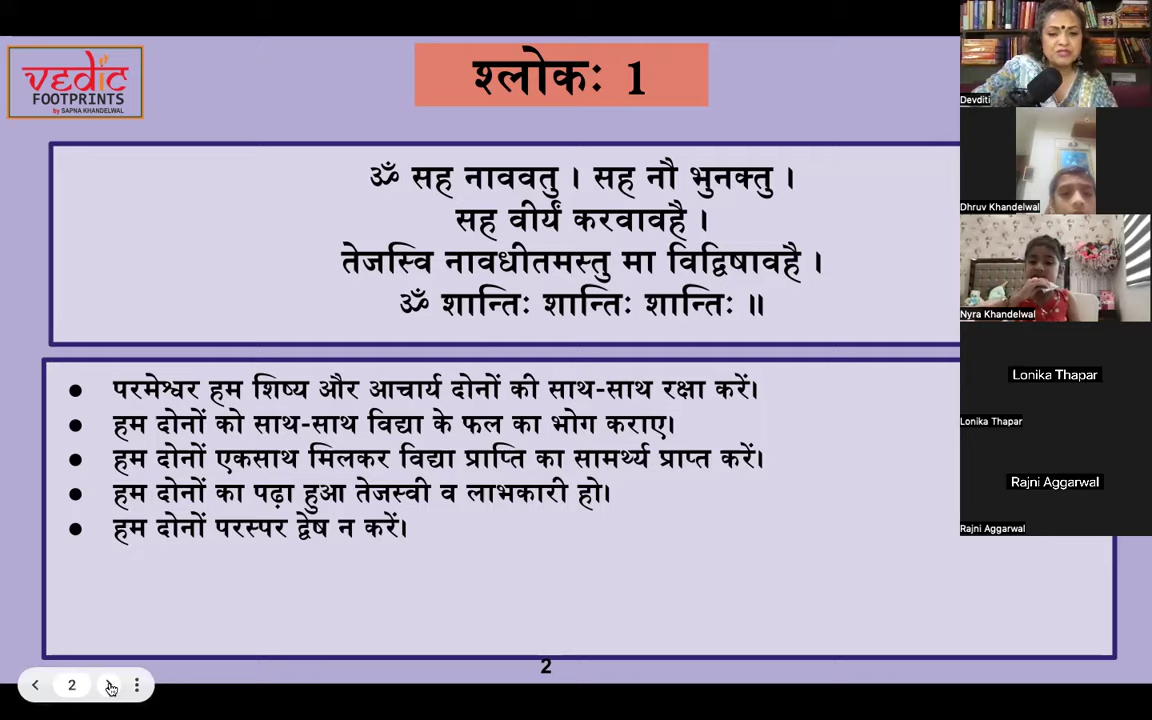 vedic
FOOTPRINTS
by SAPNA KHANDELWAL
श्लोकः 1
ॐ सह नाववतु । सह नौ भुनक्तु ।
सह वीर्यं करवावहै ।
तेजस्वि नावधीतमस्तु मा विद्विषावहै ।
ॐ शान्तिः शान्तिः शान्तिः ॥
● परमेश्वर हम शिष्य और आचार्य दोनों की साथ-साथ रक्षा करें।
● हम दोनों को साथ-साथ विद्या के फल का भोग कराए।
● हम दोनों एकसाथ मिलकर विद्या प्राप्ति का सामर्थ्य प्राप्त करें।
● हम दोनों का पढ़ा हुआ तेजस्वी व लाभकारी हो।
● हम दोनों परस्पर द्वेष न करें।
2
2
Devditi
Dhruv Khandelwal
Nyra Khandelwal
Lonika Thapar
Lonika Thapar
Rajni Aggarwal
Rajni Aggarwal